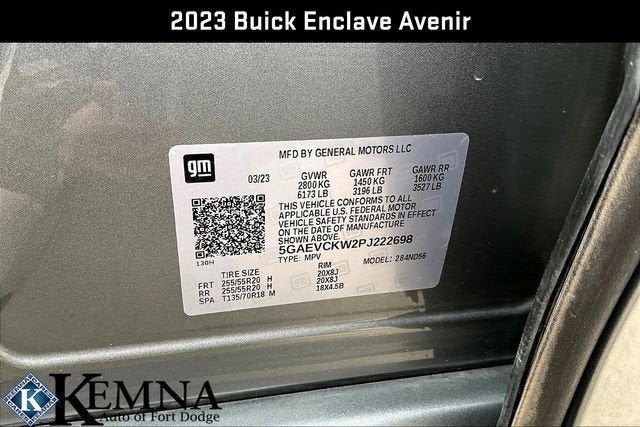 2023 Buick Enclave Avenir
gm
MFD BY GENERAL MOTORS LLC
03/23 GVWR GAWR FRT GAWR RR
2800 KG 1450 KG 1600 KG
6173 LB 3196 LB 3527 LB
THIS VEHICLE CONFORMS TO ALL
APPLICABLE U.S. FEDERAL MOTOR
VEHICLE SAFETY STANDARDS IN EFFECT
ON THE DATE OF MANUFACTURE
5GAEVCKW2PJ222698
130H TYPE: MPV MODEL: 284ND56
TIRE SIZE RIM
FRT 255/55R20 H 20X8J
RR 255/55R20 H 20X8J
SPA T135/70R18 M 18X4.5B
KEMNA
Auto of Fort Dodge